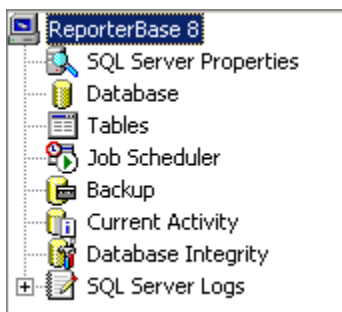 ReporterBase 8
SQL Server Properties
Database
Tables
Job Scheduler
Backup
Current Activity
Database Integrity
SQL Server Logs